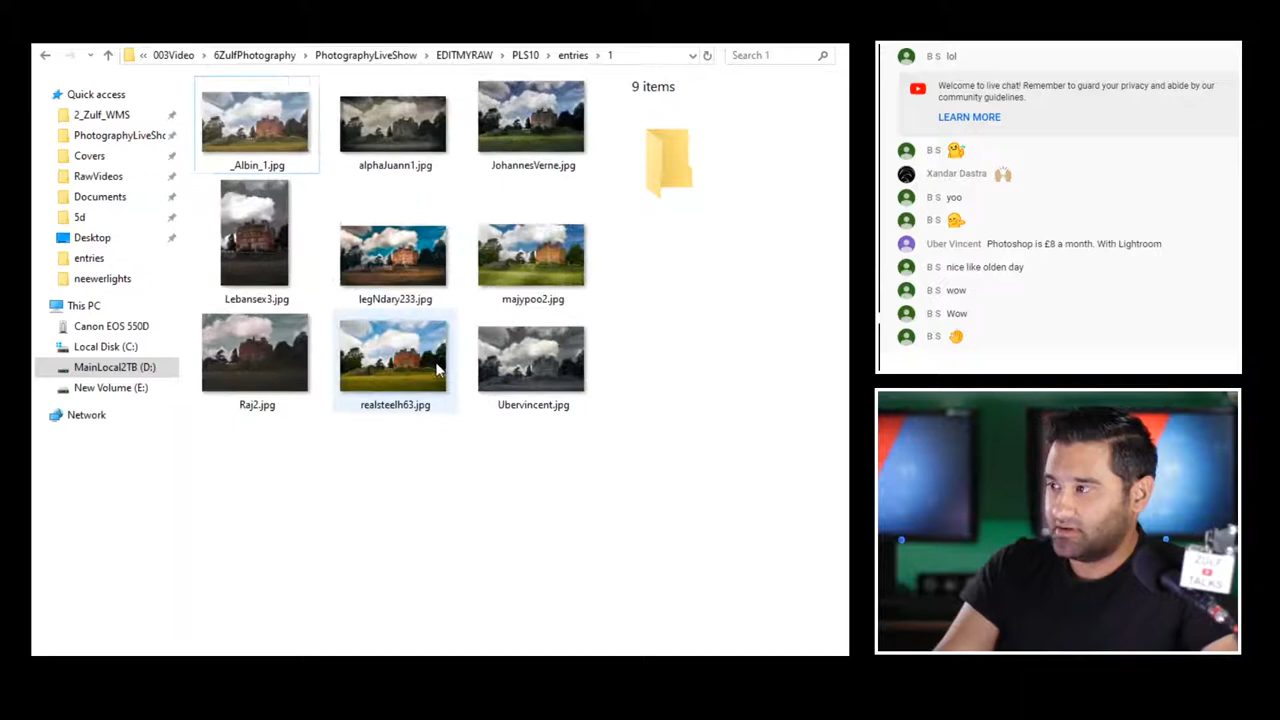 « 003Video › 6ZulfPhotography › PhotographyLiveShow › EDITMYRAW › PLS10 › entries › 1
Search 1
Quick access
2_Zulf_WMS
PhotographyLiveSho
Covers
RawVideos
Documents
5d
Desktop
entries
neewerlights
This PC
Canon EOS 550D
Local Disk (C:)
MainLocal2TB (D:)
New Volume (E:)
Network
_Albin_1.jpg
alphaJuann1.jpg
JohannesVerne.jpg
Lebansex3.jpg
legNdary233.jpg
majypoo2.jpg
Raj2.jpg
realsteelh63.jpg
Ubervincent.jpg
9 items
B S lol
Welcome to live chat! Remember to guard your privacy and abide by our
community guidelines.
LEARN MORE
B S 🤗
Xandar Dastra 🙌🏼
B S yoo
B S 🤗
Uber Vincent Photoshop is £8 a month. With Lightroom
B S nice like olden day
B S wow
B S Wow
B S 👏
ZULF
TALKS